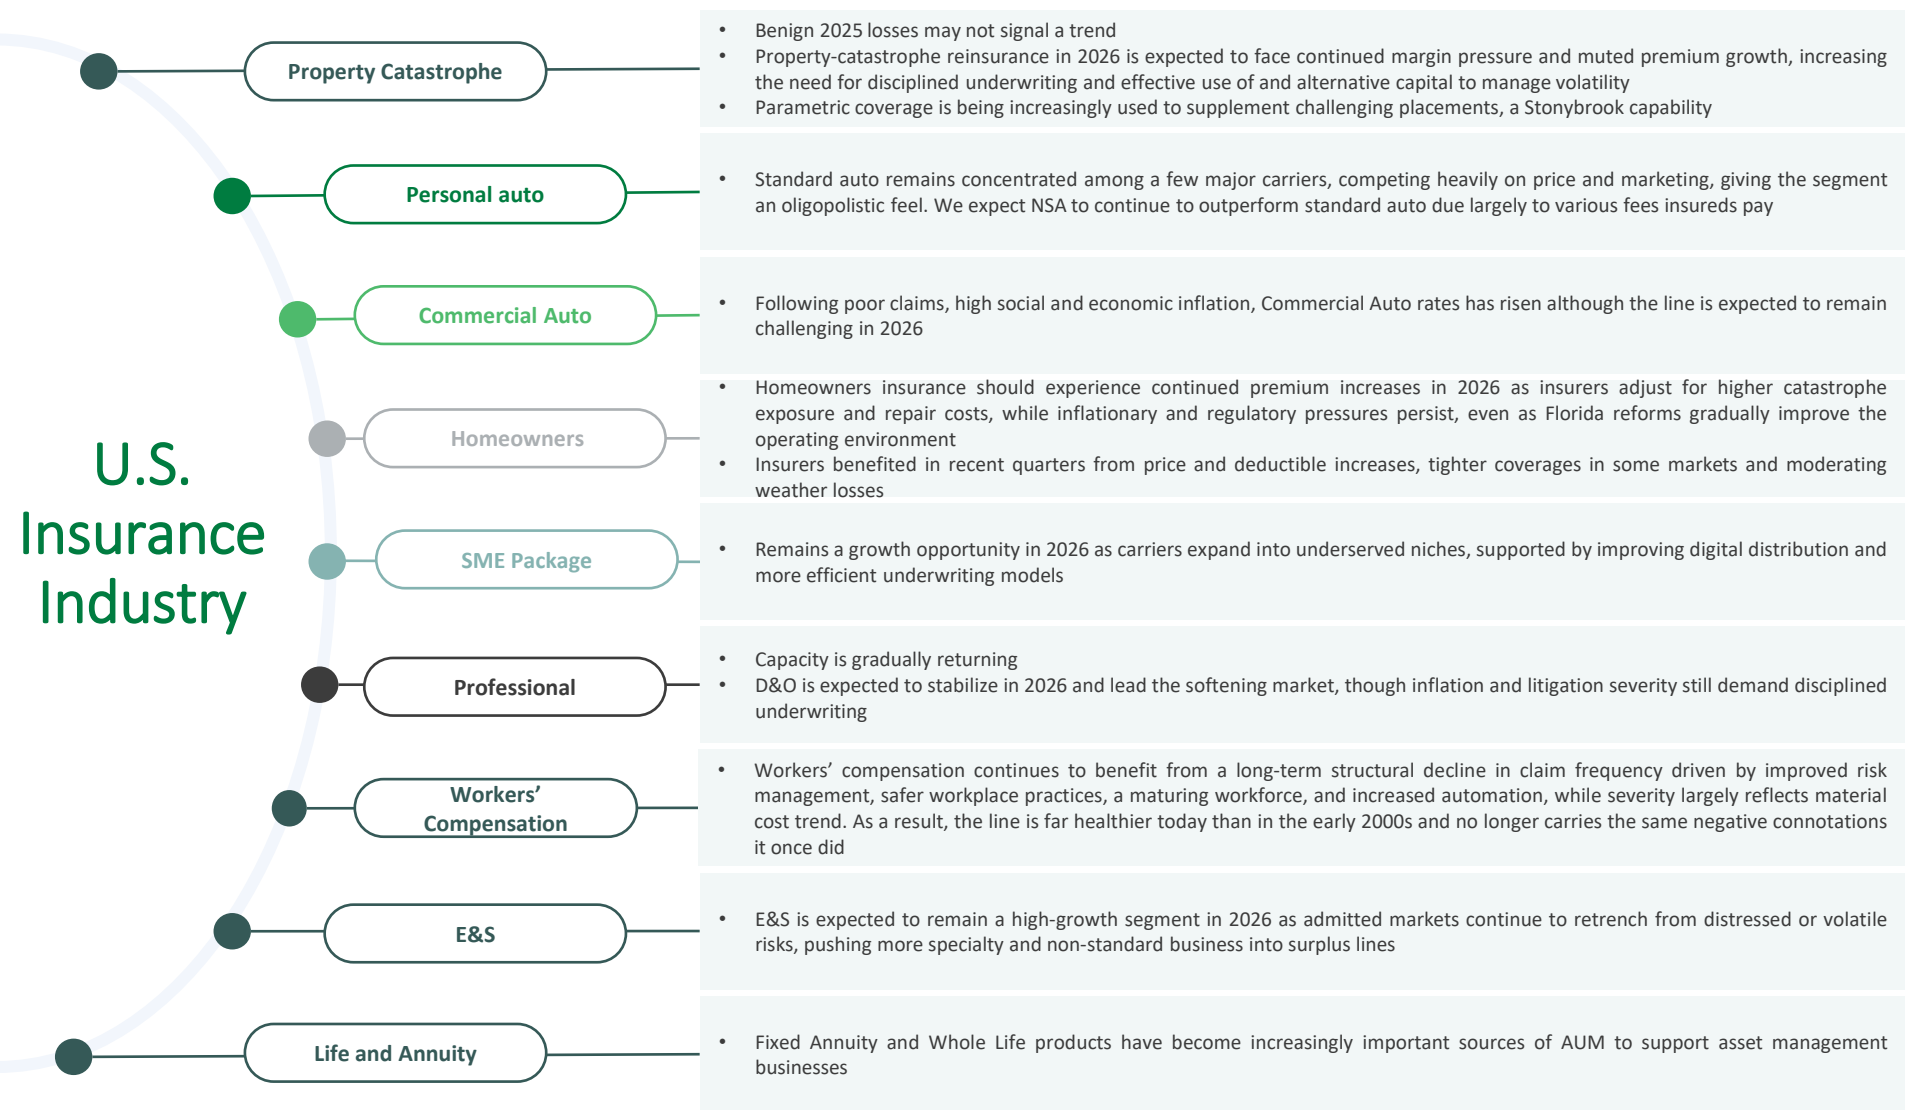 U.S.
Insurance
Industry
Property Catastrophe
• Benign 2025 losses may not signal a trend
• Property-catastrophe reinsurance in 2026 is expected to face continued margin pressure and muted premium growth, increasing
the need for disciplined underwriting and effective use of and alternative capital to manage volatility
• Parametric coverage is being increasingly used to supplement challenging placements, a Stonybrook capability
Personal auto
• Standard auto remains concentrated among a few major carriers, competing heavily on price and marketing, giving the segment
an oligopolistic feel. We expect NSA to continue to outperform standard auto due largely to various fees insureds pay
Commercial Auto
• Following poor claims, high social and economic inflation, Commercial Auto rates has risen although the line is expected to remain
challenging in 2026
Homeowners
• Homeowners insurance should experience continued premium increases in 2026 as insurers adjust for higher catastrophe
exposure and repair costs, while inflationary and regulatory pressures persist, even as Florida reforms gradually improve the
operating environment
• Insurers benefited in recent quarters from price and deductible increases, tighter coverages in some markets and moderating
weather losses
SME Package
• Remains a growth opportunity in 2026 as carriers expand into underserved niches, supported by improving digital distribution and
more efficient underwriting models
Professional
• Capacity is gradually returning
• D&O is expected to stabilize in 2026 and lead the softening market, though inflation and litigation severity still demand disciplined
underwriting
Workers’
Compensation
• Workers’ compensation continues to benefit from a long-term structural decline in claim frequency driven by improved risk
management, safer workplace practices, a maturing workforce, and increased automation, while severity largely reflects material
cost trend. As a result, the line is far healthier today than in the early 2000s and no longer carries the same negative connotations
it once did
E&S
• E&S is expected to remain a high-growth segment in 2026 as admitted markets continue to retrench from distressed or volatile
risks, pushing more specialty and non-standard business into surplus lines
Life and Annuity
• Fixed Annuity and Whole Life products have become increasingly important sources of AUM to support asset management
businesses